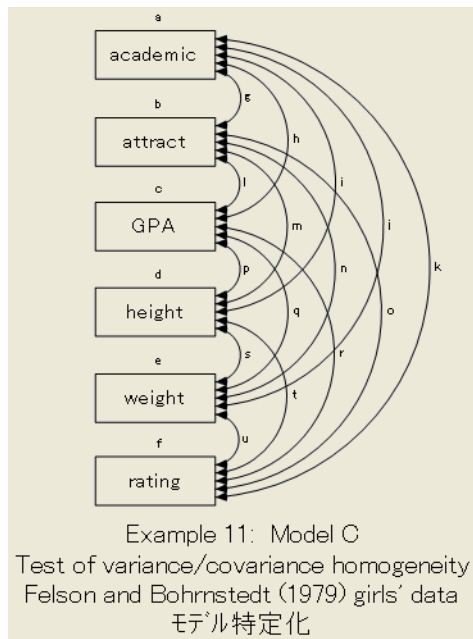 a
academic
g
b
attract
h
i
j
l
c
GPA
m
k
n
p
d
height
q
o
r
s
e
weight
t
u
f
rating
Example 11: Model C
Test of variance/covariance homogeneity
Felson and Bohrnstedt (1979) girls' data
モデル特定化